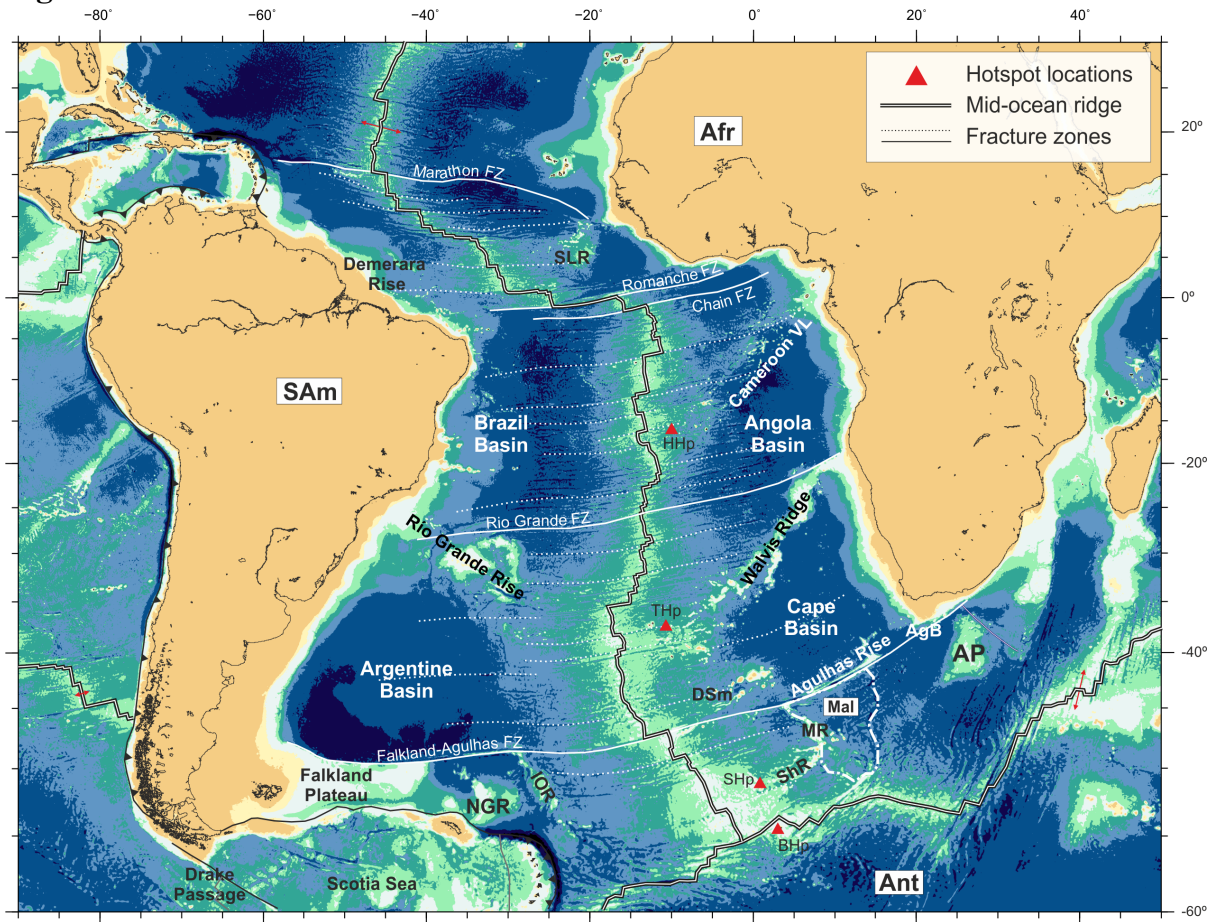 −80° −60° −40° −20° 0° 20° 40°
Hotspot locations
Mid-ocean ridge
Fracture zones
Afr
20°
Marathon FZ
SLR
Demerara
Rise
Romanche FZ
Chain FZ
0°
Cameroon VL
SAm
Brazil
Basin
Angola
Basin
HHp
-20°
Rio Grande FZ
Rio Grande Rise
Walvis Ridge
THp
Cape
Basin
AgB
AP
-40°
Agulhas Rise
Argentine
Basin
DSm
Mal
MR
Falkland-Agulhas FZ
Falkland
Plateau
IOR
NGR
SHp
ShR
BHp
Drake
Passage
Scotia Sea
Ant
-60°